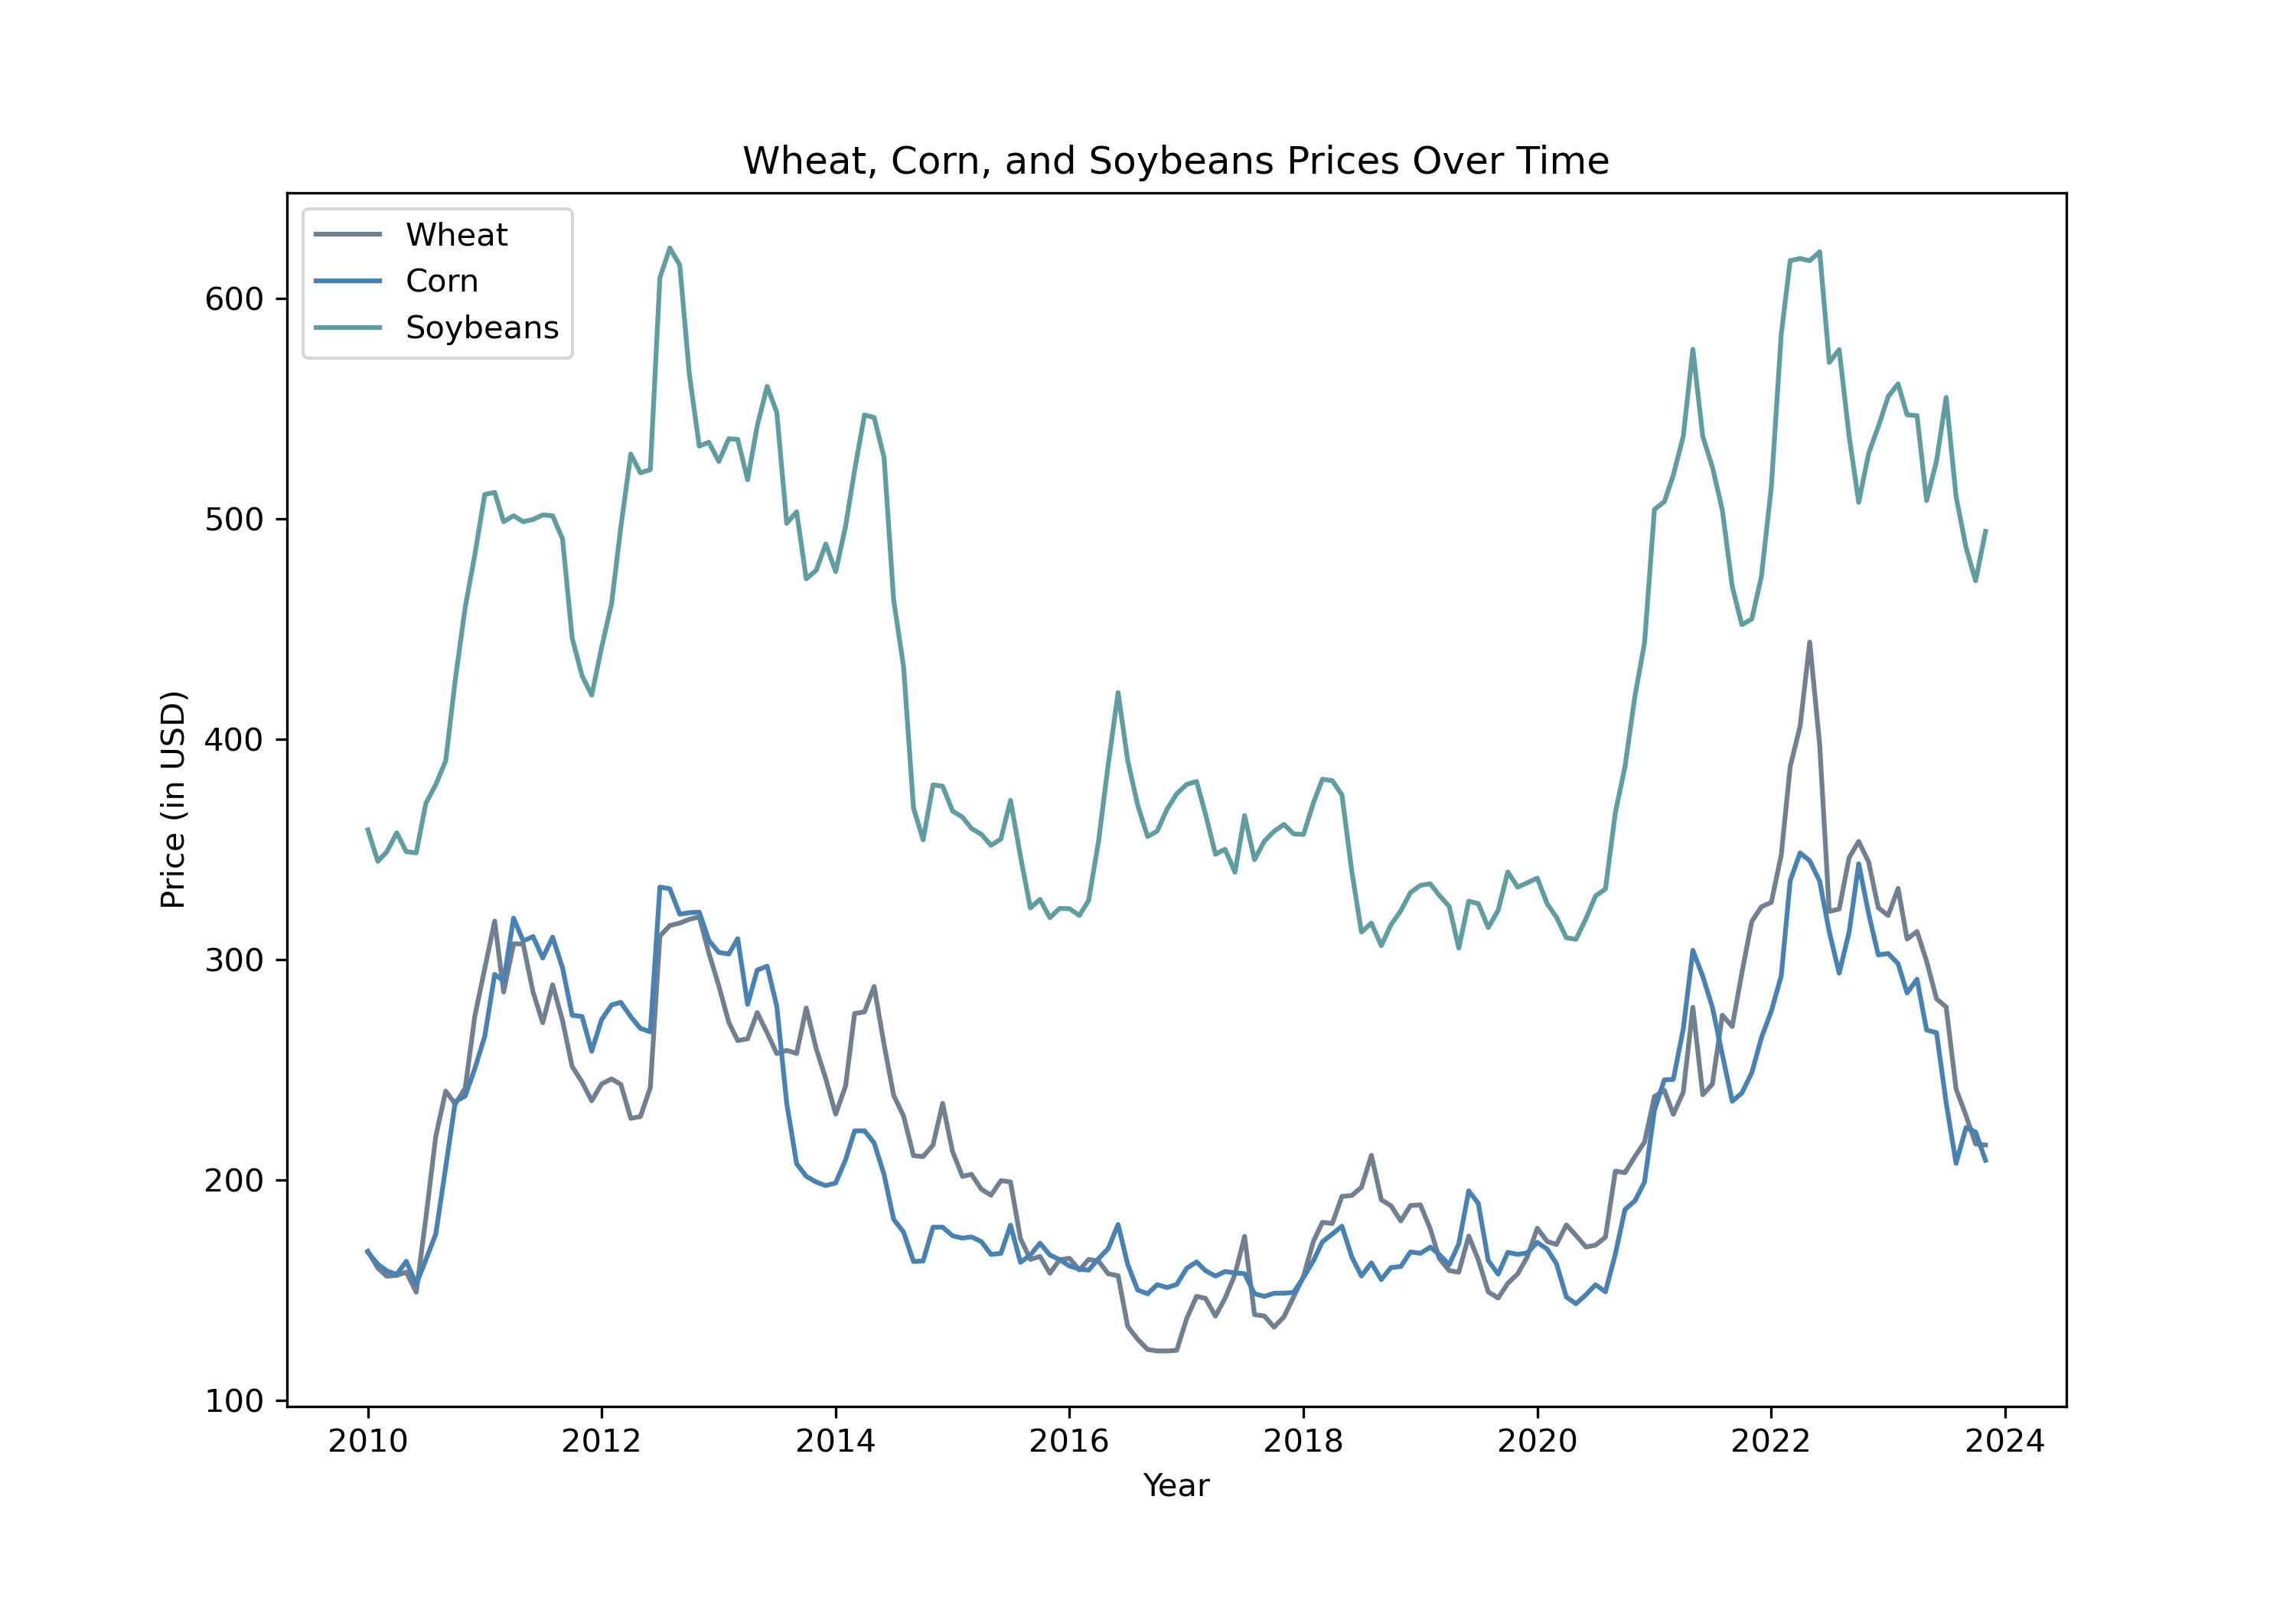 Wheat, Corn, and Soybeans Prices Over Time
Wheat
Corn
Soybeans
Price (in USD)
600
500
400
300
200
100
2010 2012 2014 2016 2018 2020 2022 2024
Year